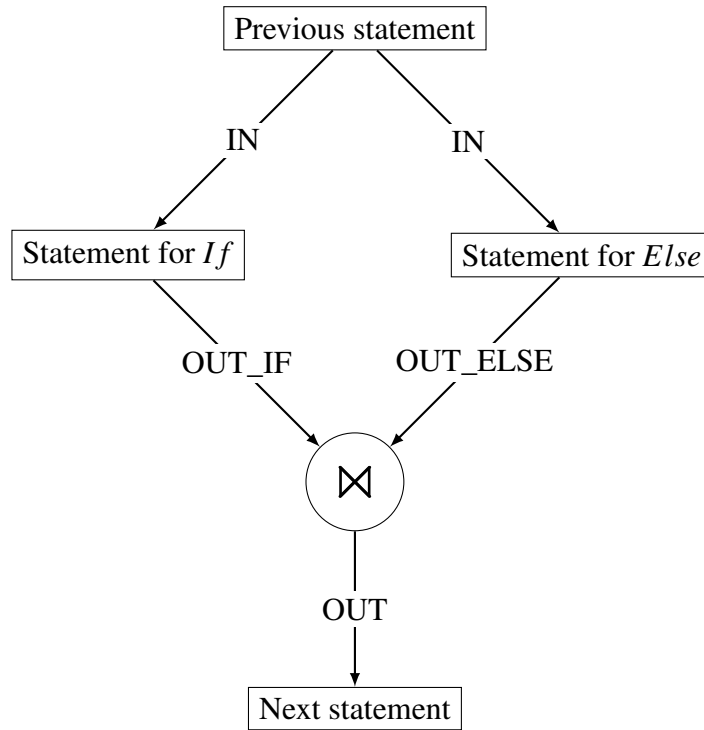 Previous statement
IN
IN
Statement for If
Statement for Else
OUT_IF
OUT_ELSE
⋈
OUT
Next statement